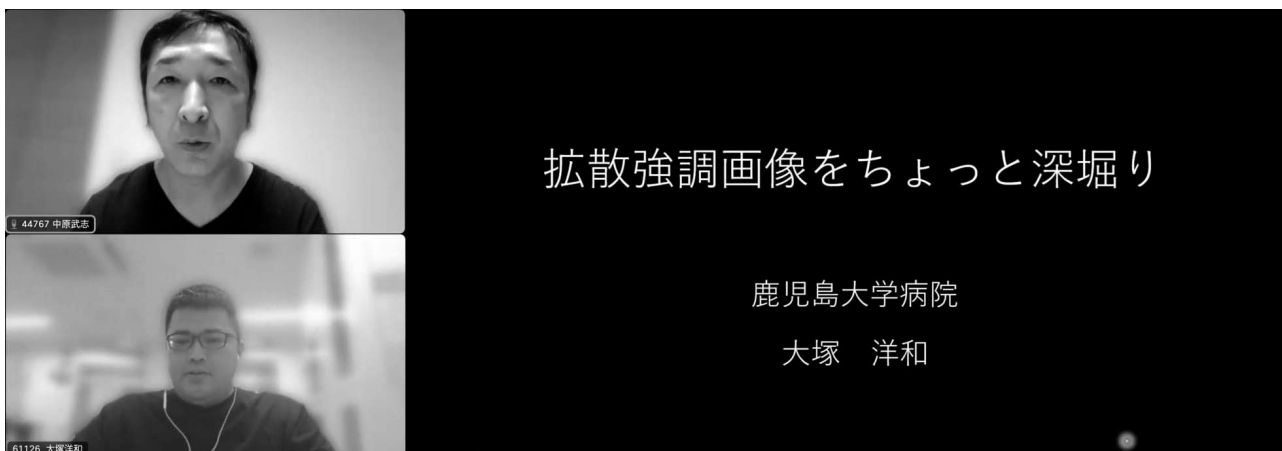 44767 中原武志
61126 大塚洋和
拡散強調画像をちょっと深堀り
鹿児島大学病院
大塚　洋和